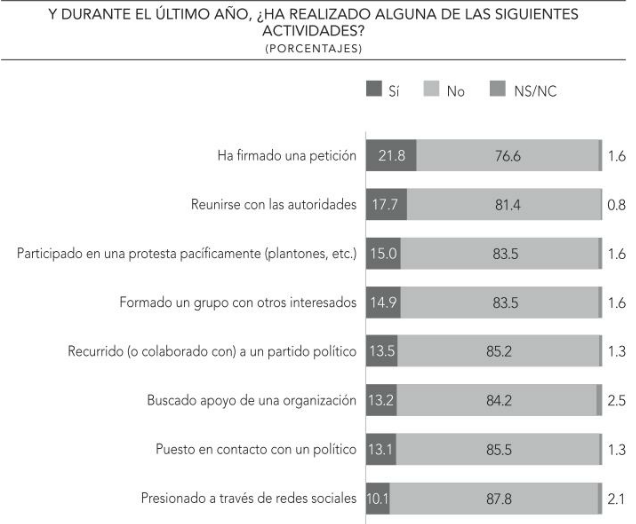 Y DURANTE EL ÚLTIMO AÑO, ¿HA REALIZADO ALGUNA DE LAS SIGUIENTES
ACTIVIDADES?
(PORCENTAJES)
Sí No NS/NC
Ha firmado una petición 21.8 76.6 1.6
Reunirse con las autoridades 17.7 81.4 0.8
Participado en una protesta pacíficamente (plantones, etc.) 15.0 83.5 1.6
Formado un grupo con otros interesados 14.9 83.5 1.6
Recurrido (o colaborado con) a un partido político 13.5 85.2 1.3
Buscado apoyo de una organización 13.2 84.2 2.5
Puesto en contacto con un político 13.1 85.5 1.3
Presionado a través de redes sociales 10.1 87.8 2.1